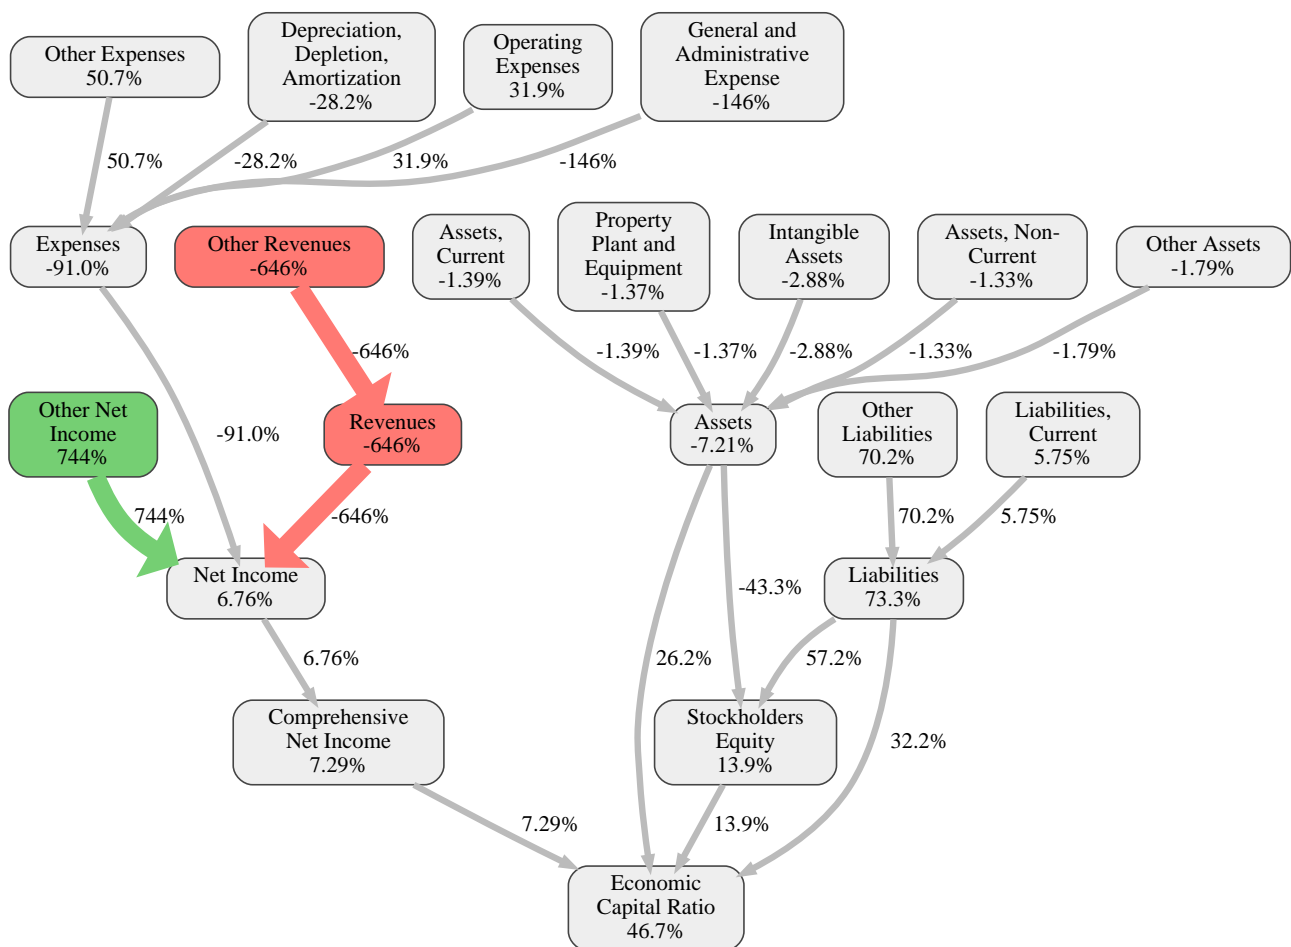 Other Expenses
50.7%
Depreciation,
Depletion,
Amortization
-28.2%
Operating
Expenses
31.9%
General and
Administrative
Expense
-146%
50.7%
-28.2%
31.9%
-146%
Expenses
-91.0%
Other Revenues
-646%
Assets,
Current
-1.39%
Property
Plant and
Equipment
-1.37%
Intangible
Assets
-2.88%
Assets, Non-
Current
-1.33%
Other Assets
-1.79%
-646%
-1.39%
-1.37%
-2.88%
-1.33%
-1.79%
Other Net
Income
744%
-91.0%
Revenues
-646%
Assets
-7.21%
Other
Liabilities
70.2%
Liabilities,
Current
5.75%
744%
-646%
70.2%
5.75%
Net Income
6.76%
-43.3%
Liabilities
73.3%
6.76%
26.2%
57.2%
Comprehensive
Net Income
7.29%
Stockholders
Equity
13.9%
32.2%
7.29%
13.9%
Economic
Capital Ratio
46.7%